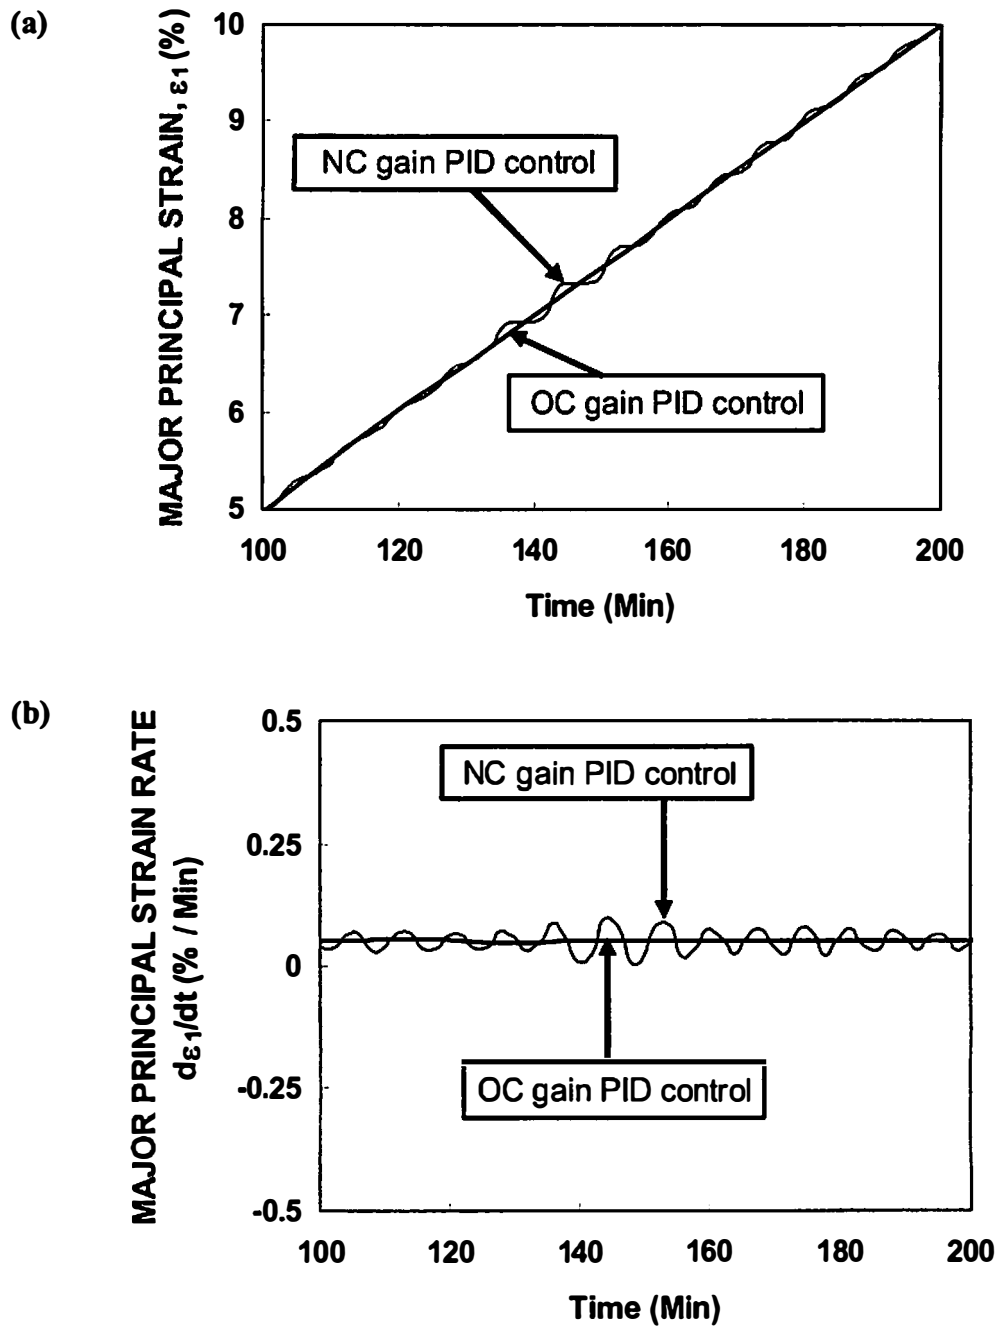 (a)
MAJOR PRINCIPAL STRAIN, ε1 (%)
10
9
8
7
6
5
NC gain PID control
OC gain PID control
100 120 140 160 180 200
Time (Min)
(b)
MAJOR PRINCIPAL STRAIN RATE
dε1/dt (% / Min)
0.5
0.25
0
-0.25
-0.5
NC gain PID control
OC gain PID control
100 120 140 160 180 200
Time (Min)